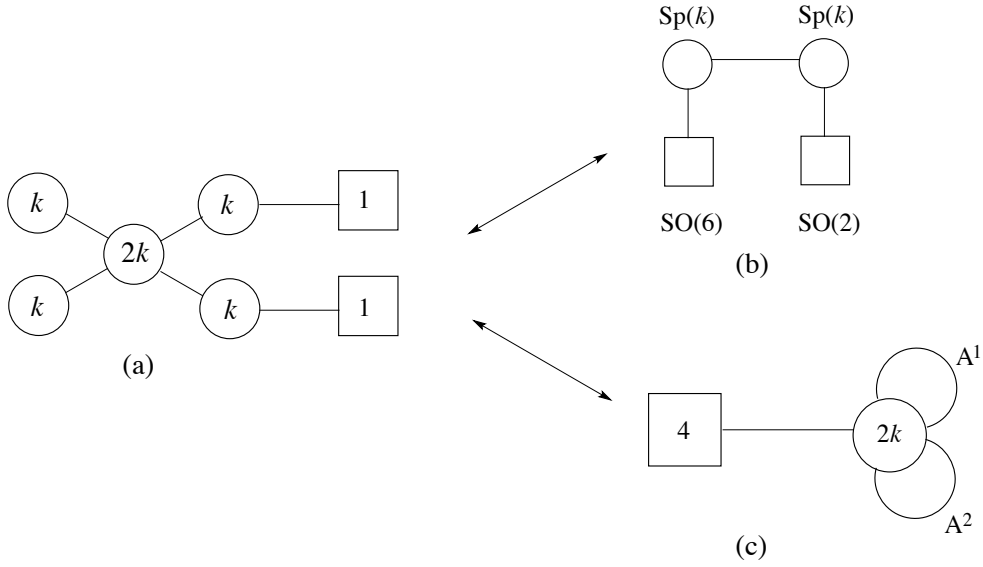 k
k
2k
k
k
1
1
(a)
Sp(k) Sp(k)
SO(6) SO(2)
(b)
4
2k
A¹
A²
(c)